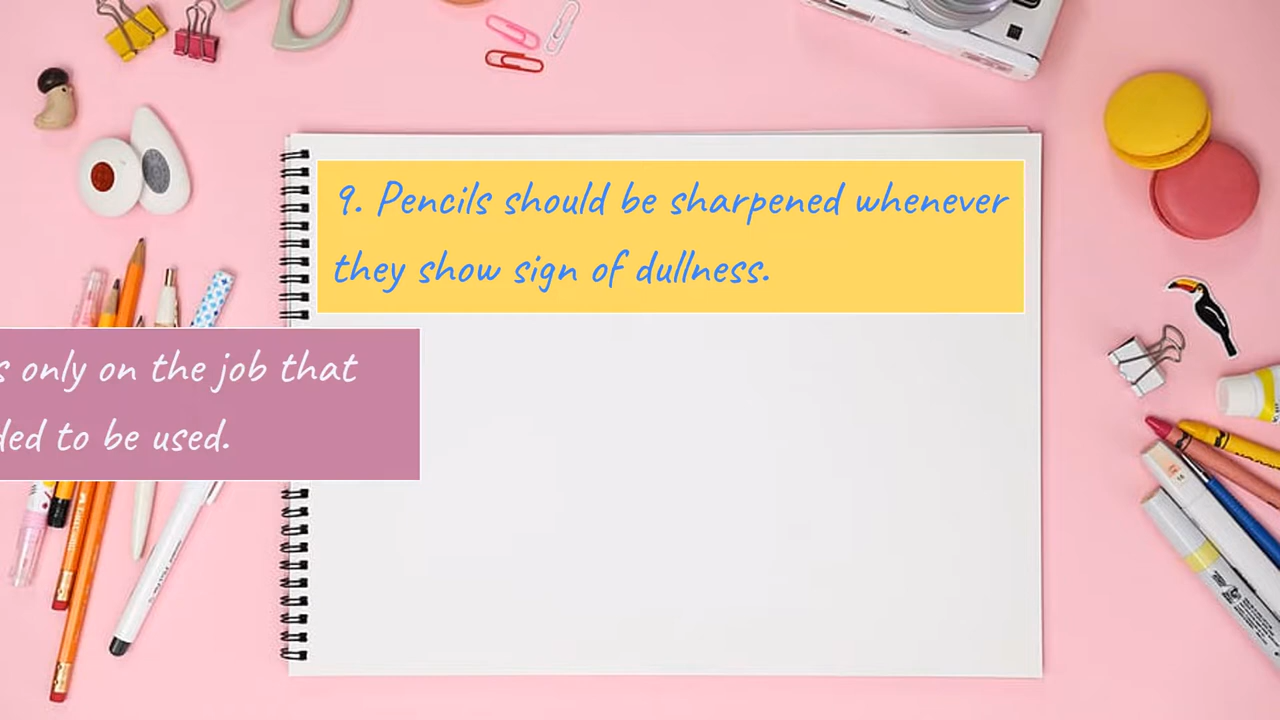 9. Pencils should be sharpened whenever
they show sign of dullness.
s only on the job that
ded to be used.